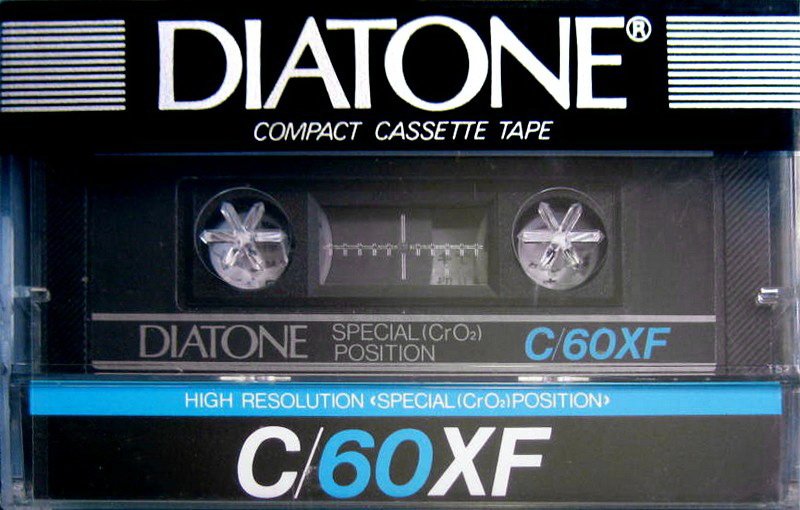 DIATONE®
COMPACT CASSETTE TAPE
DIATONE SPECIAL (CrO₂) POSITION C/60XF
HIGH RESOLUTION ‹SPECIAL (CrO₂) POSITION›
C/60XF